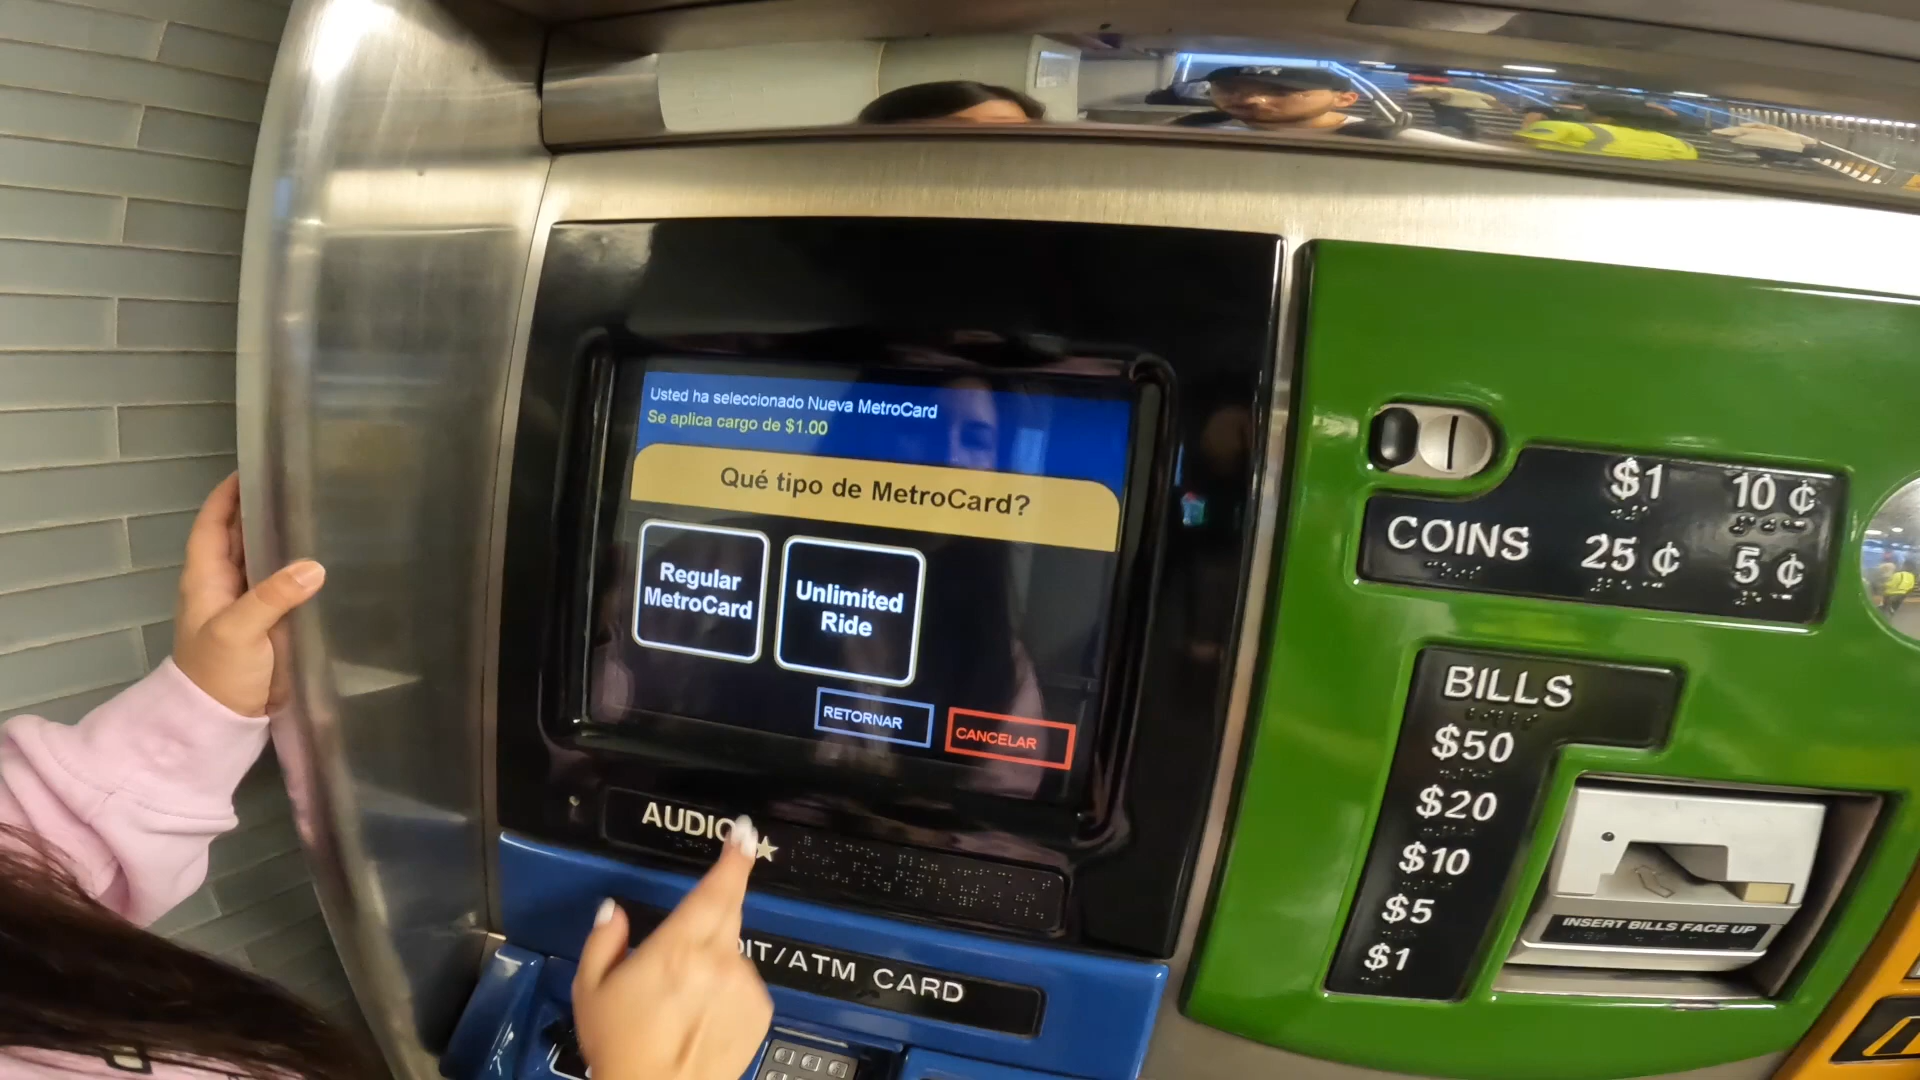 Usted ha seleccionado Nueva MetroCard
Se aplica cargo de $1.00
Qué tipo de MetroCard?
Regular
MetroCard
Unlimited
Ride
RETORNAR
CANCELAR
AUDIO ★
ATM CARD
$1 10 ¢
COINS 25 ¢ 5 ¢
BILLS
$50
$20
$10
$5
$1
INSERT BILLS FACE UP